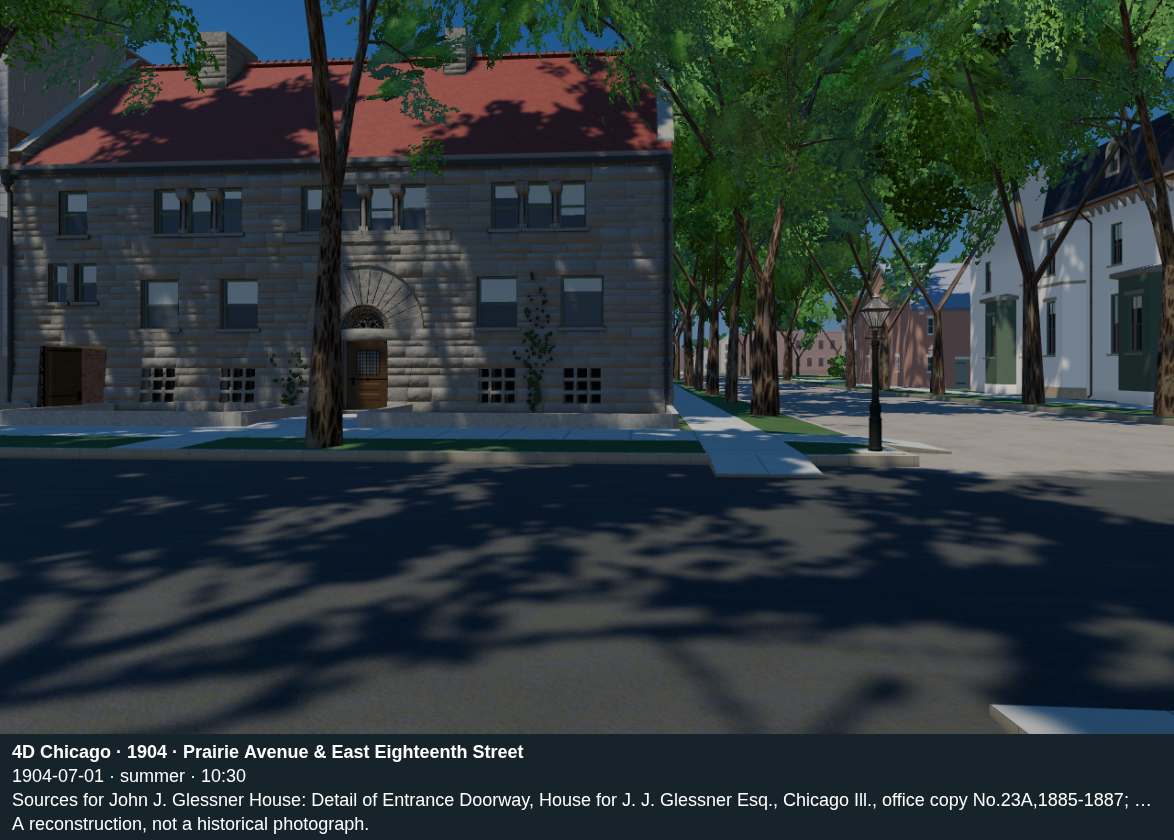 4D Chicago · 1904 · Prairie Avenue & East Eighteenth Street
1904-07-01 · summer · 10:30
Sources for John J. Glessner House: Detail of Entrance Doorway, House for J. J. Glessner Esq., Chicago Ill., office copy No.23A,1885-1887; …
A reconstruction, not a historical photograph.